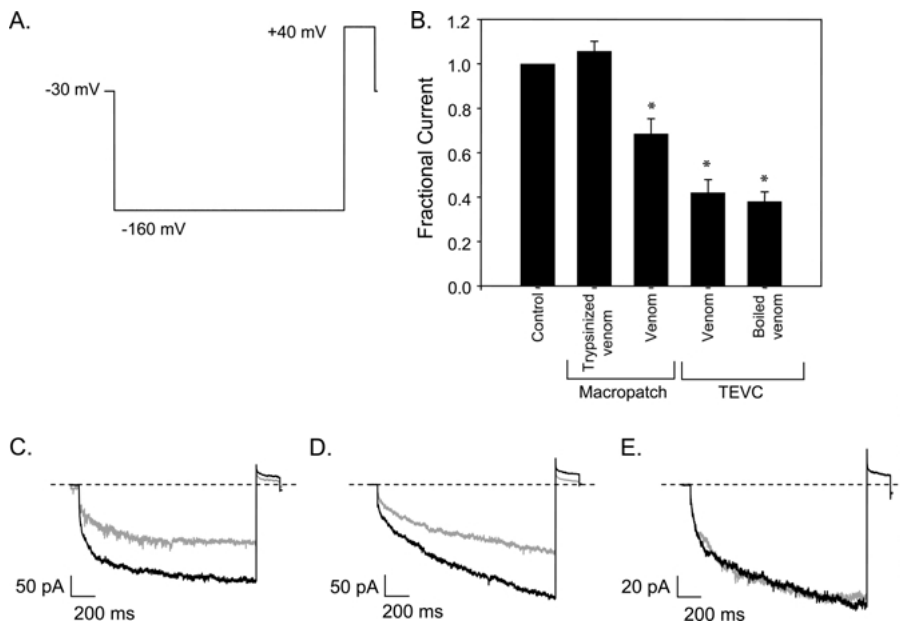 A.
+40 mV
-30 mV
-160 mV
B.
Fractional Current
1.2
1.0
0.8
0.6
0.4
0.2
0.0
*
*
*
Control
Trypsinized
venom
Venom
Venom
Boiled
venom
Macropatch
TEVC
C.
50 pA
200 ms
D.
50 pA
200 ms
E.
20 pA
200 ms